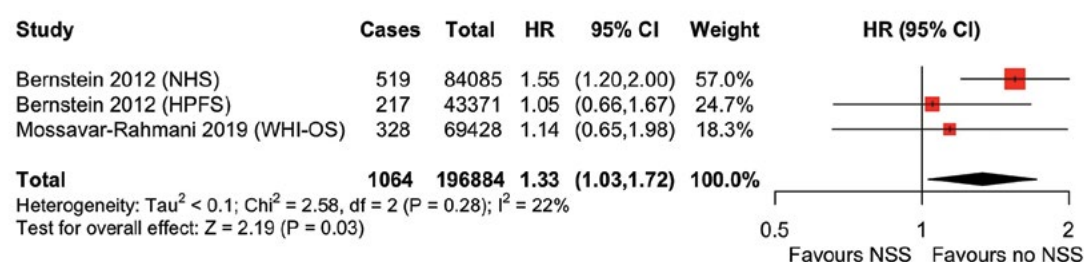 Study Cases Total HR 95% CI Weight HR (95% CI)
Bernstein 2012 (NHS) 519 84085 1.55 (1.20,2.00) 57.0%
Bernstein 2012 (HPFS) 217 43371 1.05 (0.66,1.67) 24.7%
Mossavar-Rahmani 2019 (WHI-OS) 328 69428 1.14 (0.65,1.98) 18.3%
Total 1064 196884 1.33 (1.03,1.72) 100.0%
Heterogeneity: Tau² < 0.1; Chi² = 2.58, df = 2 (P = 0.28); I² = 22%
Test for overall effect: Z = 2.19 (P = 0.03)
0.5 1 2
Favours NSS Favours no NSS